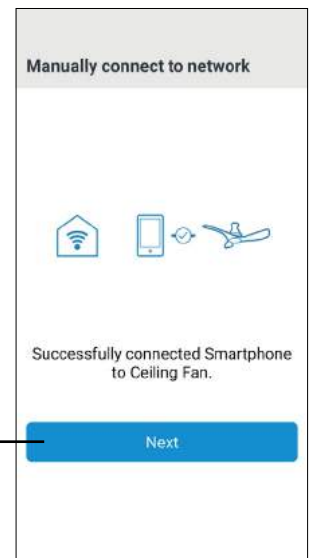 Manually connect to network
Successfully connected Smartphone
to Ceiling Fan.
Next